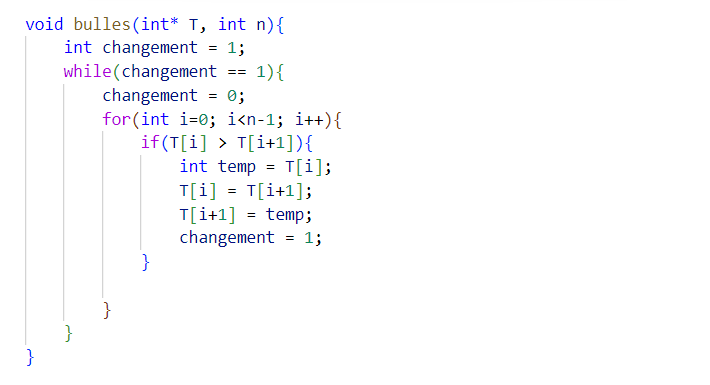 void bulles(int* T, int n){
    int changement = 1;
    while(changement == 1){
        changement = 0;
        for(int i=0; i<n-1; i++){
            if(T[i] > T[i+1]){
                int temp = T[i];
                T[i] = T[i+1];
                T[i+1] = temp;
                changement = 1;
            }

        }
    }
}